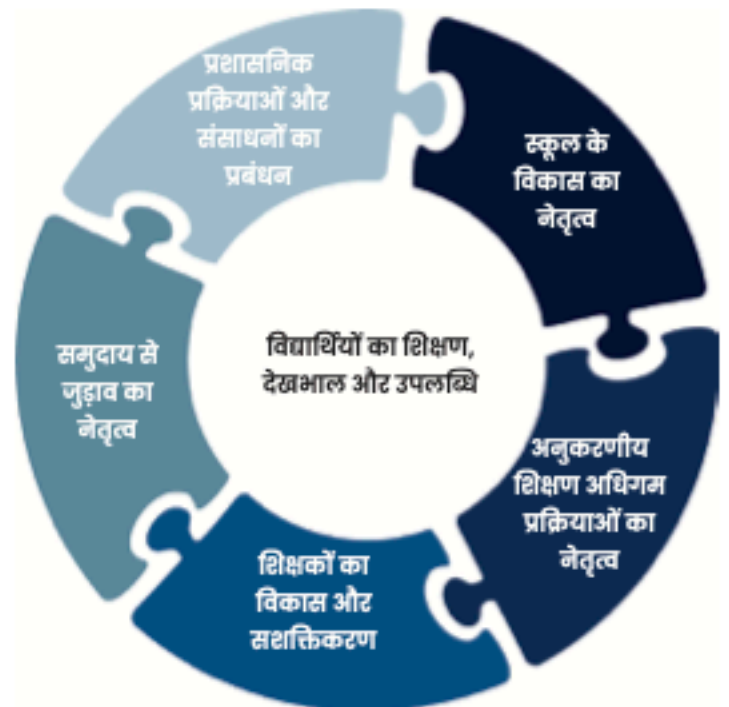 प्रशासनिक
प्रक्रियाओं और
संसाधनों का
प्रबंधन
स्कूल के
विकास का
नेतृत्व
अनुकरणीय
शिक्षण अधिगम
प्रक्रियाओं का
नेतृत्व
शिक्षकों का
विकास और
सशक्तिकरण
समुदाय से
जुड़ाव का
नेतृत्व
विद्यार्थियों का शिक्षण,
देखभाल और उपलब्धि